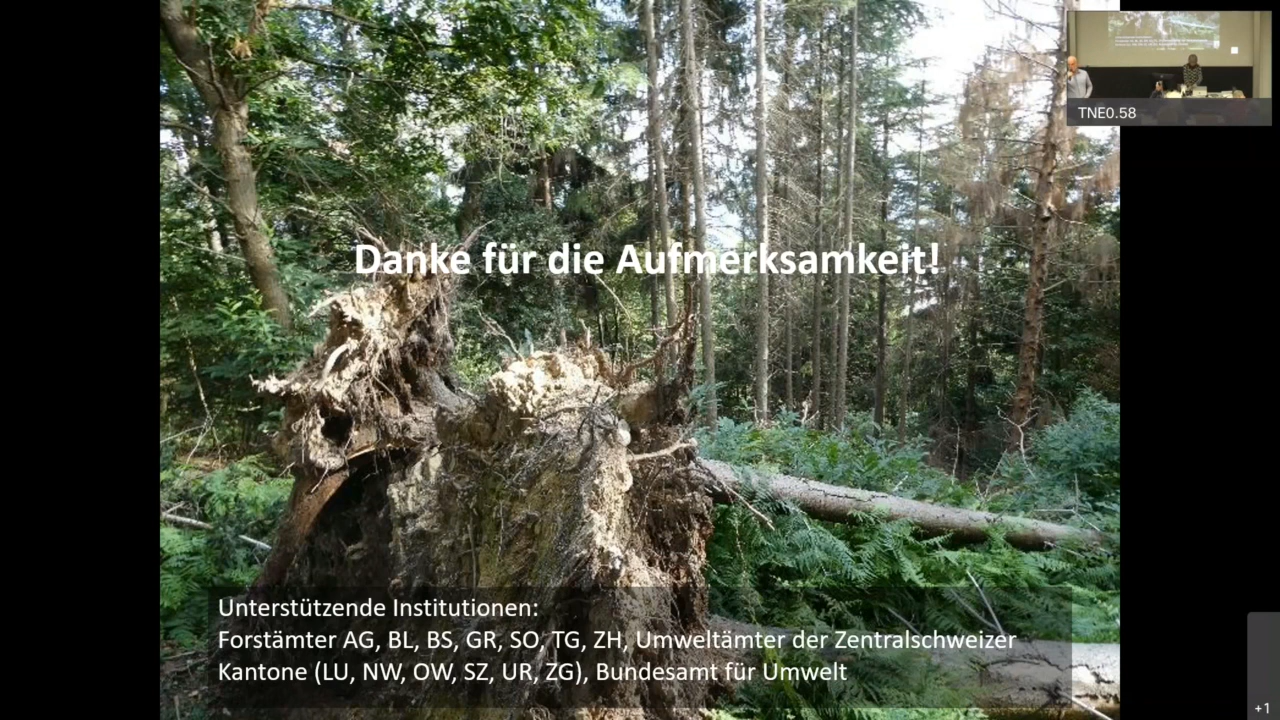 TNE0.58
Danke für die Aufmerksamkeit!
Unterstützende Institutionen:
Forstämter AG, BL, BS, GR, SO, TG, ZH, Umweltämter der Zentralschweizer
Kantone (LU, NW, OW, SZ, UR, ZG), Bundesamt für Umwelt
+1